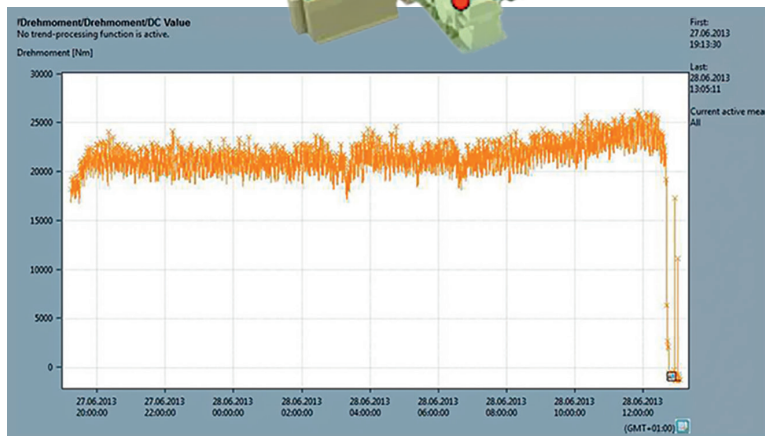 /Drehmoment/Drehmoment/DC Value
No trend-processing function is active.
Drehmoment [Nm]
First:
27.06.2013
19:13:30
Last:
28.06.2013
13:05:11
Current active mea
All
30000
25000
20000
15000
10000
5000
0
27.06.2013 27.06.2013 28.06.2013 28.06.2013 28.06.2013 28.06.2013 28.06.2013 28.06.2013 28.06.2013
20:00:00 22:00:00 00:00:00 02:00:00 04:00:00 06:00:00 08:00:00 10:00:00 12:00:00
(GMT+01:00)